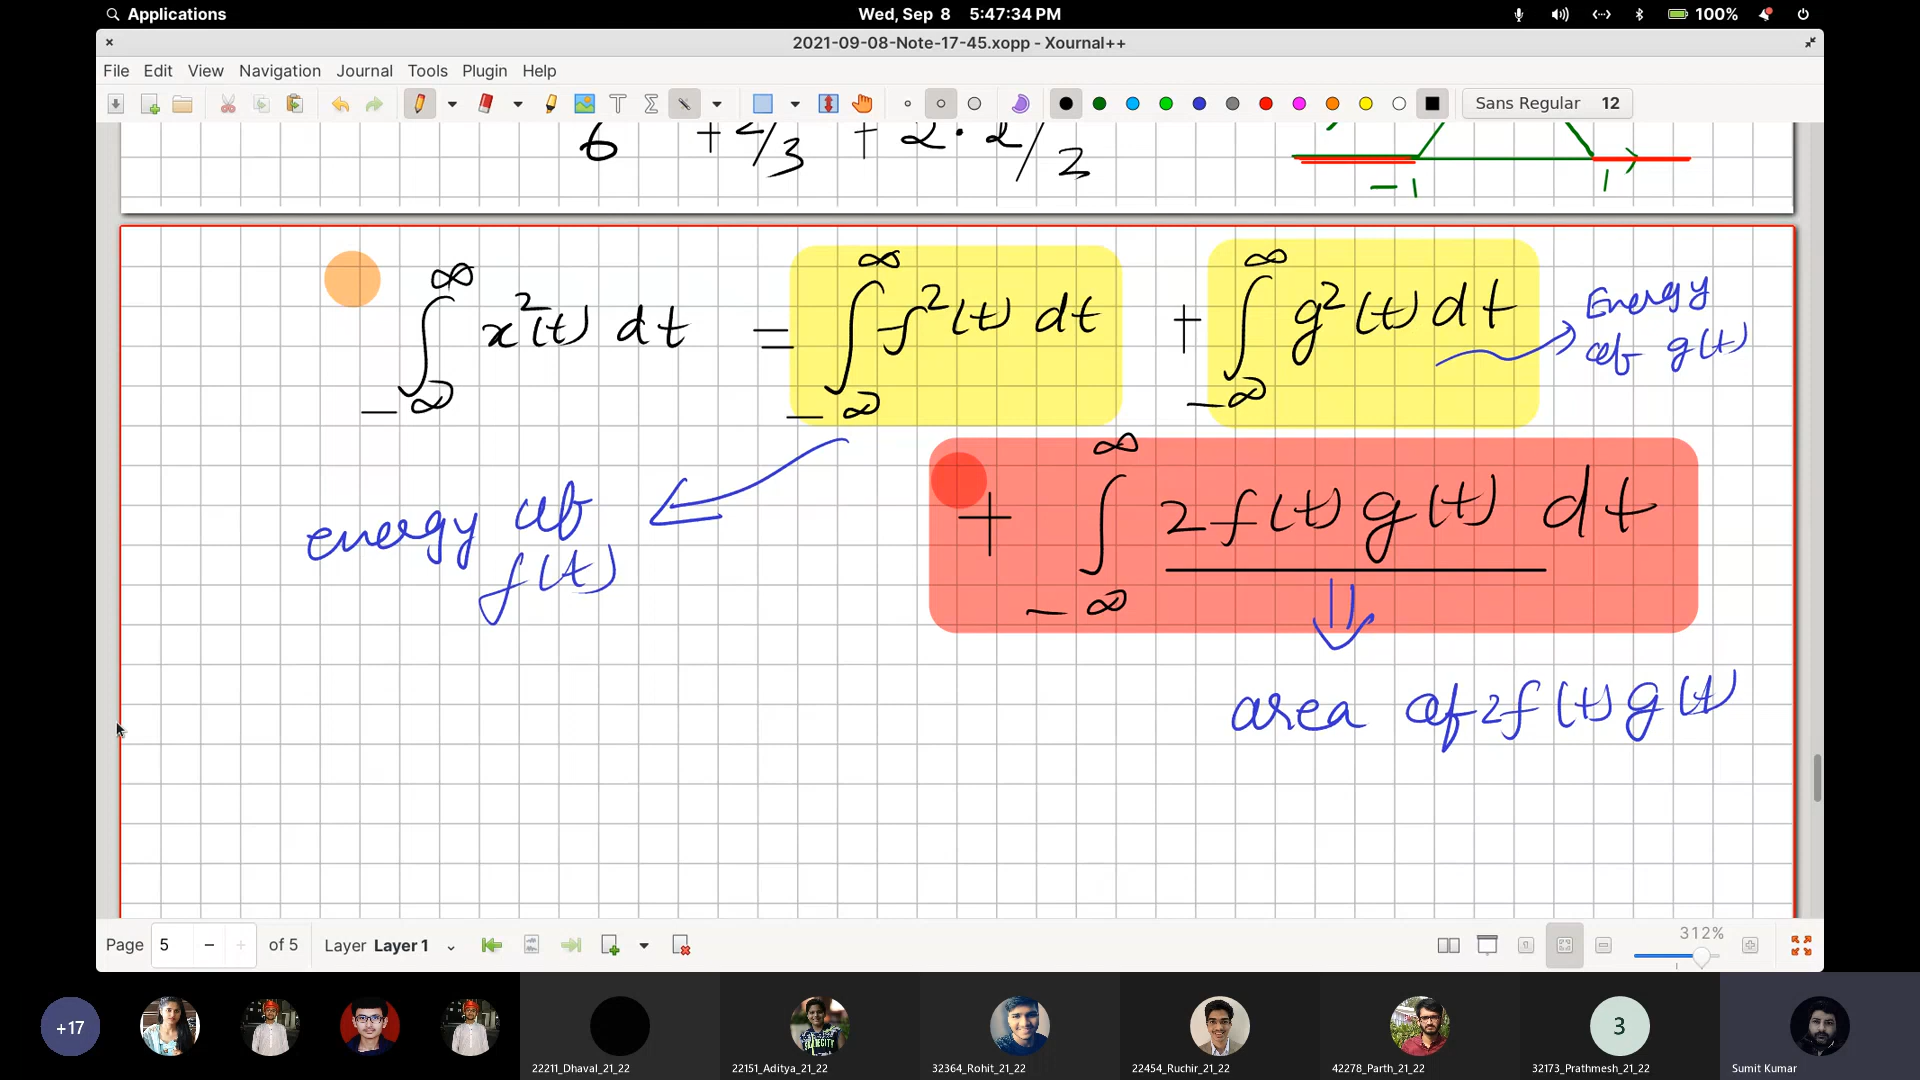 Applications
Wed, Sep 8 5:47:34 PM
100%
2021-09-08-Note-17-45.xopp - Xournal++
File Edit View Navigation Journal Tools Plugin Help
Sans Regular 12
6 + 2/3 + 2 · 2/2
-1 1
∫_{-∞}^{∞} x²(t) dt = ∫_{-∞}^{∞} f²(t) dt + ∫_{-∞}^{∞} g²(t) dt
Energy
of g(t)
+ ∫_{-∞}^{∞} 2f(t) g(t) dt
energy of
f(t)
area of 2f(t) g(t)
Page 5 of 5 Layer Layer 1
312%
+17
3
22211_Dhaval_21_22
22151_Aditya_21_22
32364_Rohit_21_22
22454_Ruchir_21_22
42278_Parth_21_22
32173_Prathmesh_21_22
Sumit Kumar